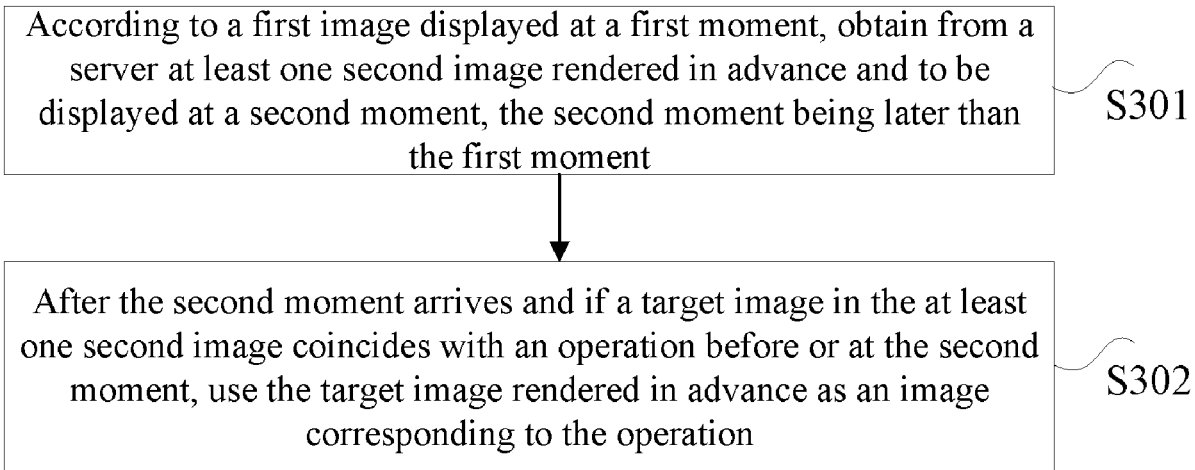 According to a first image displayed at a first moment, obtain from a
server at least one second image rendered in advance and to be
displayed at a second moment, the second moment being later than
the first moment
S301
After the second moment arrives and if a target image in the at least
one second image coincides with an operation before or at the second
moment, use the target image rendered in advance as an image
corresponding to the operation
S302